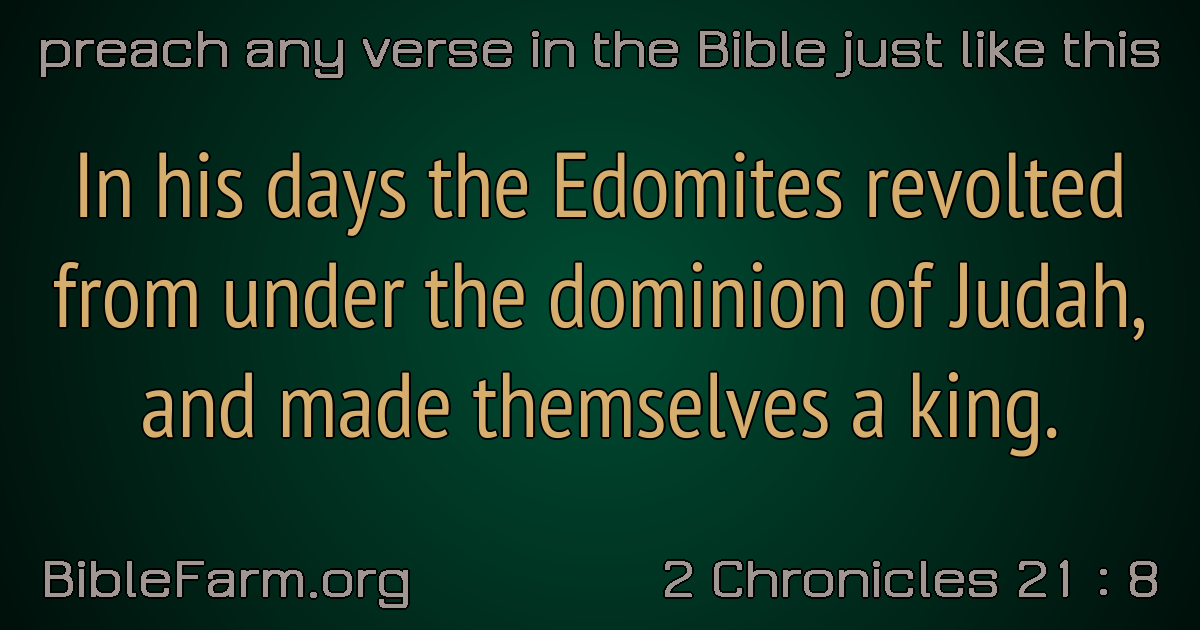 preach any verse in the Bible just like this
In his days the Edomites revolted
from under the dominion of Judah,
and made themselves a king.
BibleFarm.org
2 Chronicles 21 : 8